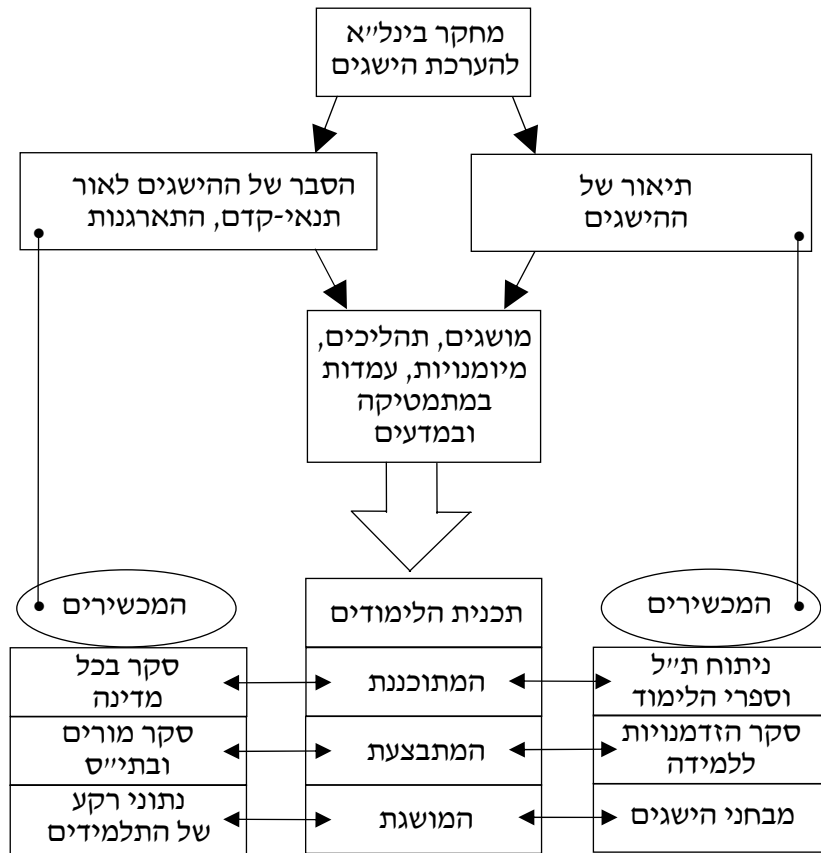 מחקר בינל״א
להערכת הישגים
תיאור של
ההישגים
הסבר של ההישגים לאור
תנאי-קדם, התארגנות
מושגים, תהליכים,
מיומנויות, עמדות
במתמטיקה
ובמדעים
המכשירים
תכנית הלימודים
המכשירים
ניתוח ת״ל
וספרי הלימוד
המתוכננת
סקר בכל
מדינה
סקר הזדמנויות
ללמידה
המתבצעת
סקר מורים
ובתי״ס
מבחני הישגים
המושגת
נתוני רקע
של התלמידים